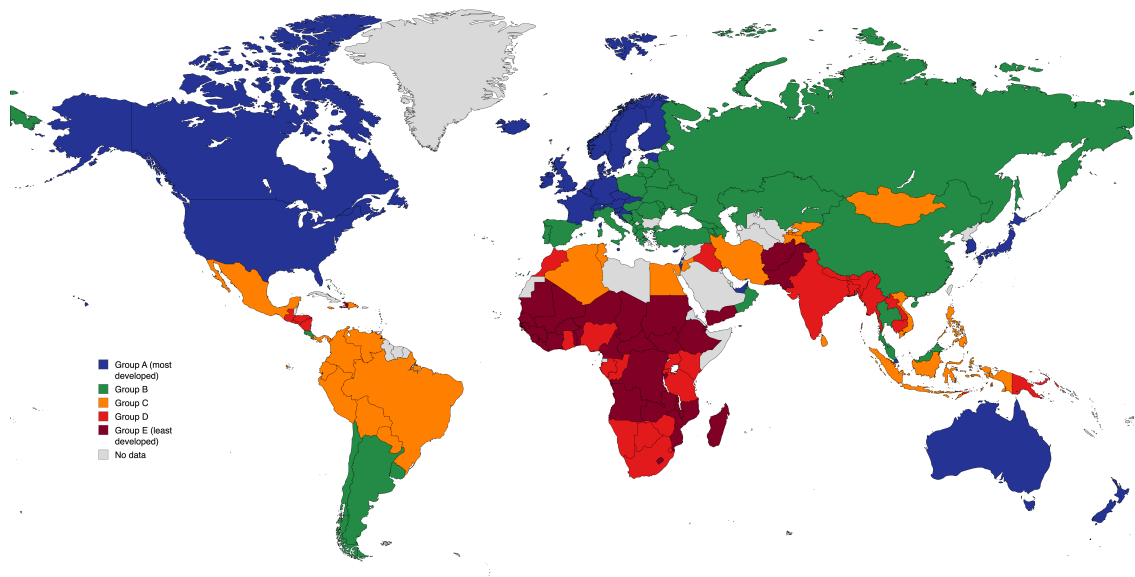 Group A (most
developed)
Group B
Group C
Group D
Group E (least
developed)
No data